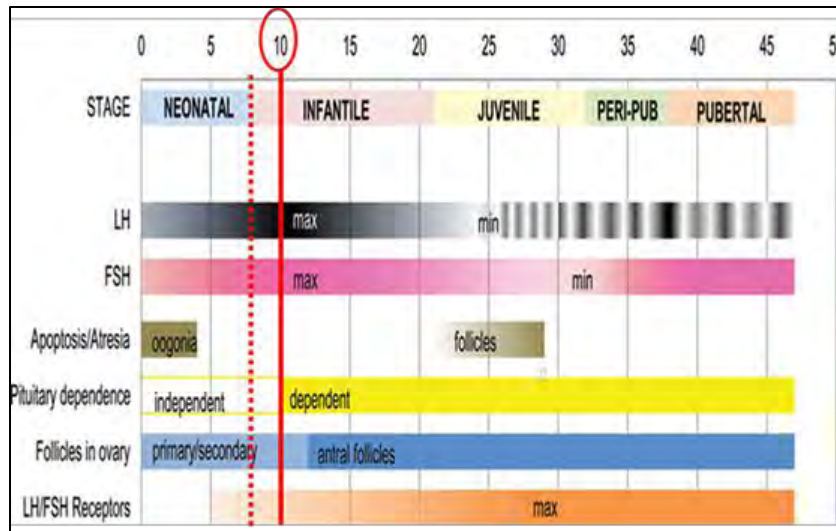 0 5 10 15 20 25 30 35 40 45 5
STAGE NEONATAL INFANTILE JUVENILE PERI-PUB PUBERTAL
LH max min
FSH max min
Apoptosis/Atresia oogonia follicles
Pituitary dependence independent dependent
Follicles in ovary primary/secondary antral follicles
LH/FSH Receptors max